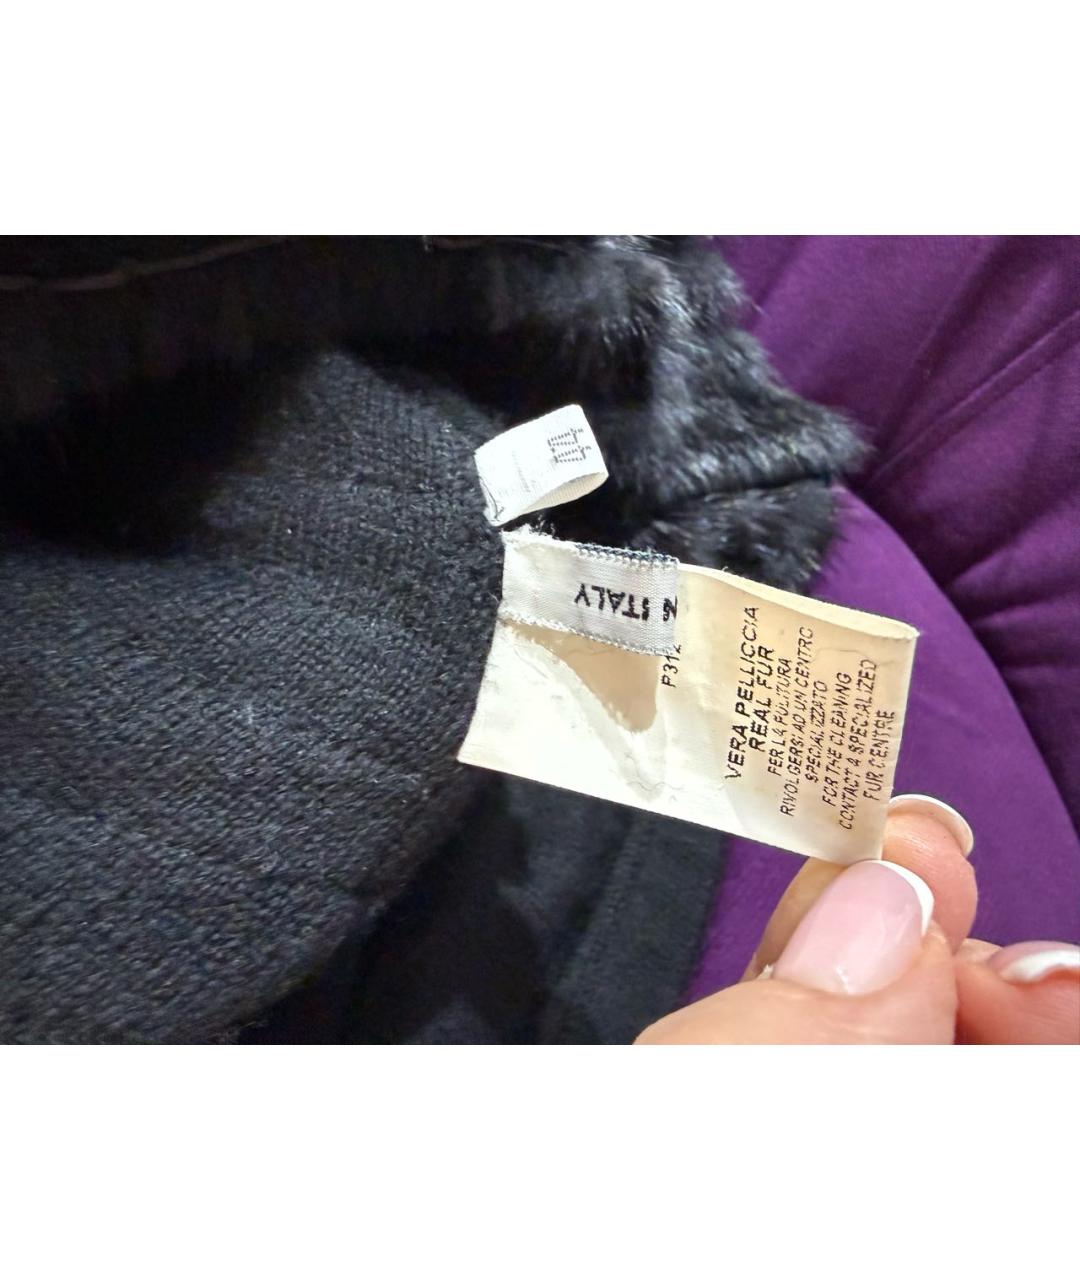 ITALY
P312
VERA PELLICCIA
REAL FUR
PER LA PULITURA
RIVOLGERSI AD UN CENTRO
SPECIALIZZATO
FOR THE CLEANING
CONTACT A SPECIALIZED
FUR CENTRE